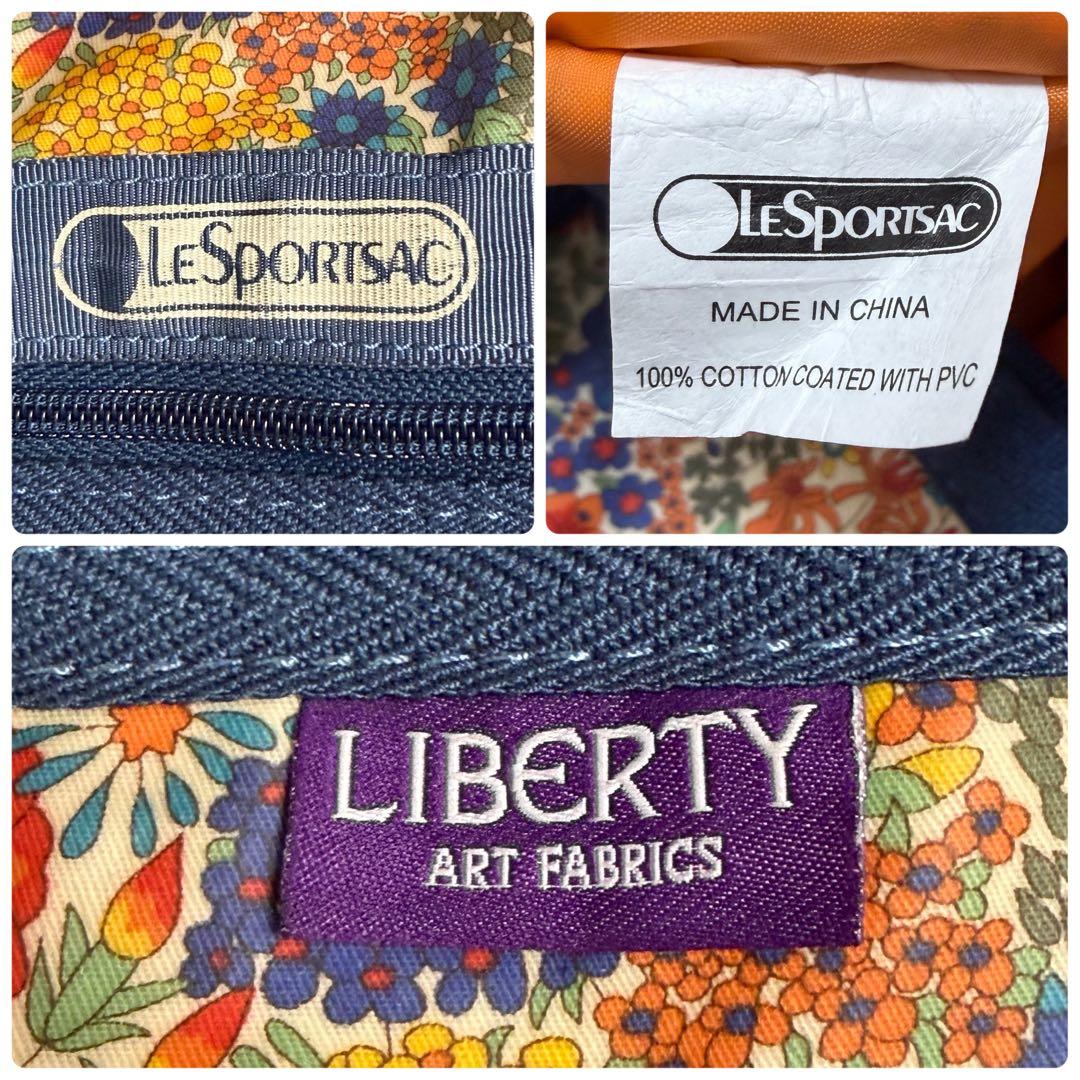 LESPORTSAC
LESPORTSAC
MADE IN CHINA
100% COTTON COATED WITH PVC
LIBERTY
ART FABRICS